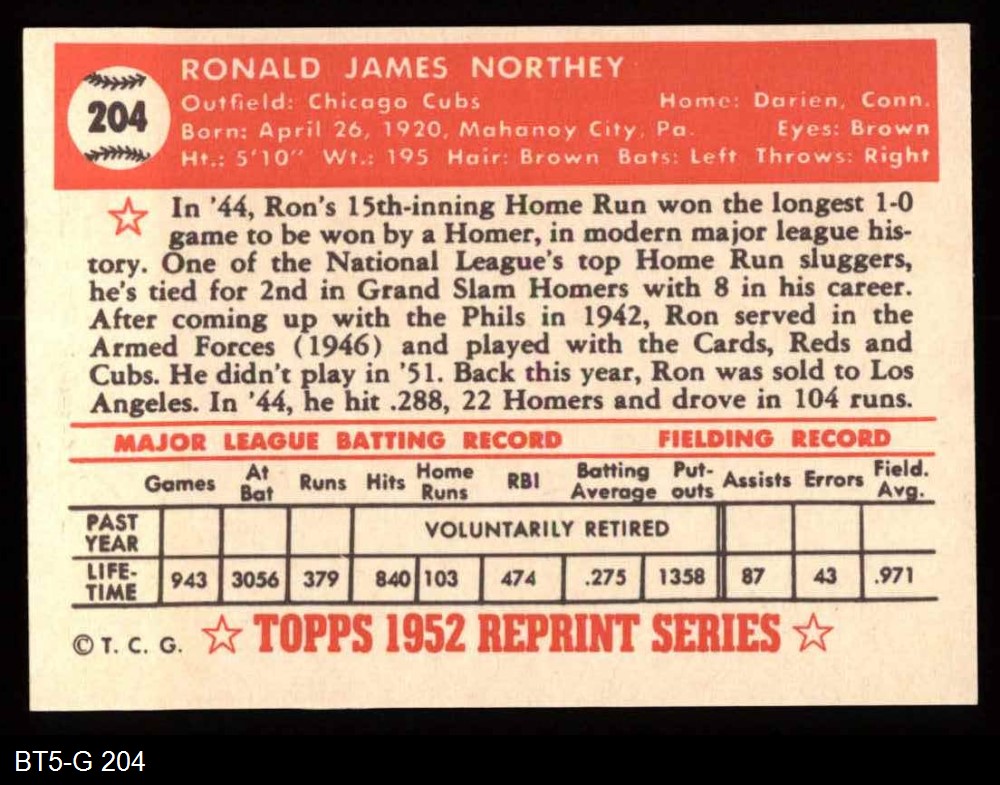 204
RONALD JAMES NORTHEY
Outfield: Chicago Cubs Home: Darien, Conn.
Born: April 26, 1920, Mahanoy City, Pa. Eyes: Brown
Ht.: 5'10" Wt.: 195 Hair: Brown Bats: Left Throws: Right
In '44, Ron's 15th-inning Home Run won the longest 1-0
game to be won by a Homer, in modern major league his-
tory. One of the National League's top Home Run sluggers,
he's tied for 2nd in Grand Slam Homers with 8 in his career.
After coming up with the Phils in 1942, Ron served in the
Armed Forces (1946) and played with the Cards, Reds and
Cubs. He didn't play in '51. Back this year, Ron was sold to Los
Angeles. In '44, he hit .288, 22 Homers and drove in 104 runs.
MAJOR LEAGUE BATTING RECORD FIELDING RECORD
Games At Bat Runs Hits Home Runs RBI Batting Average Put-outs Assists Errors Field. Avg.
PAST YEAR VOLUNTARILY RETIRED
LIFE-TIME 943 3056 379 840 103 474 .275 1358 87 43 .971
© T. C. G. ☆ TOPPS 1952 REPRINT SERIES ☆
BT5-G 204